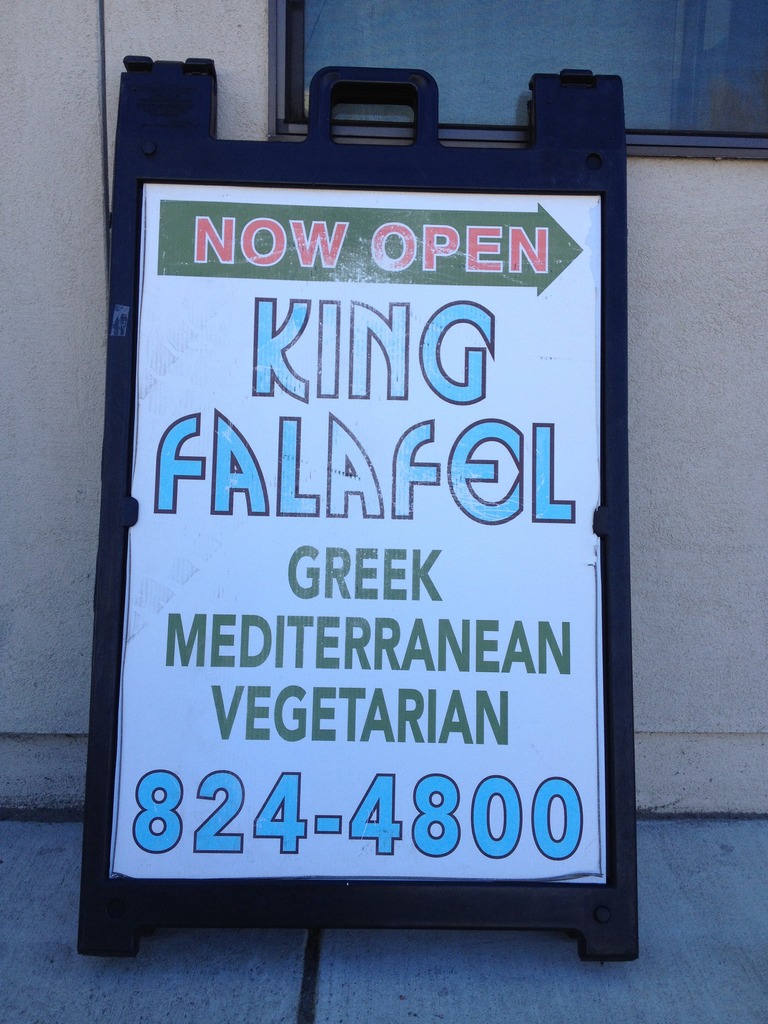 NOW OPEN
KING
FALAFEL
GREEK
MEDITERRANEAN
VEGETARIAN
824-4800